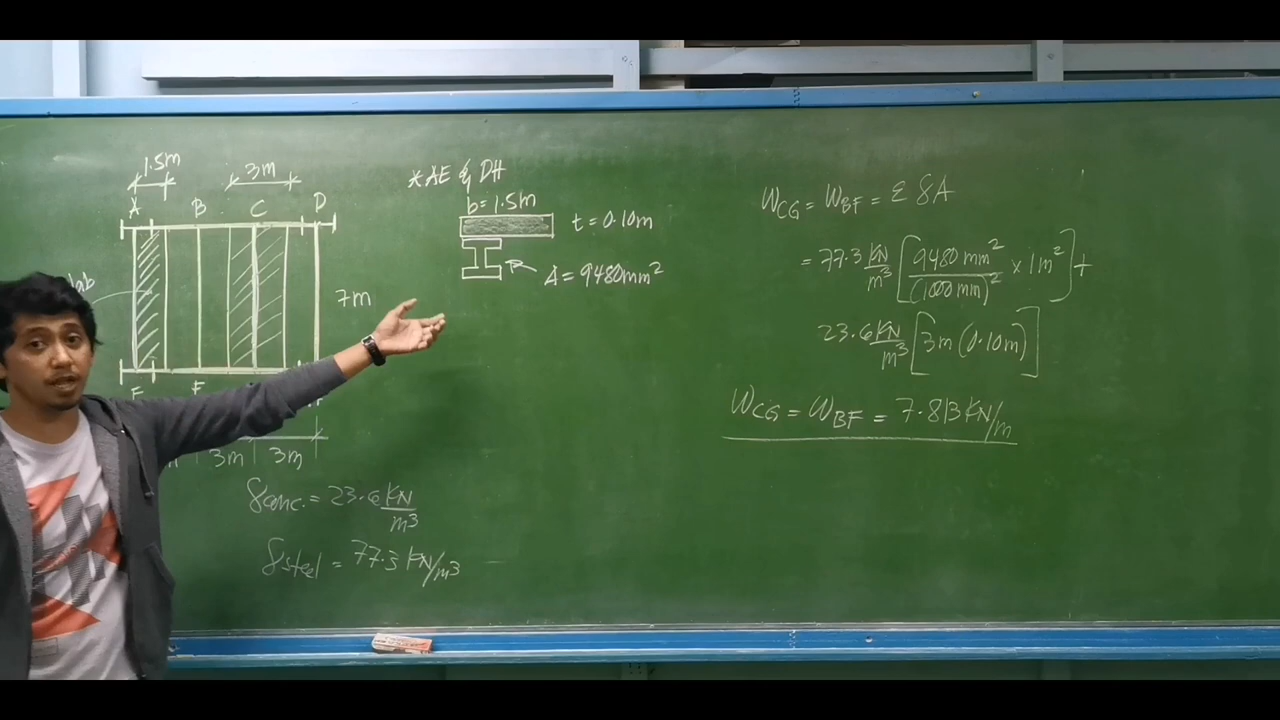 1.5m
3m
A B C D
lab
7m
E F
3m 3m
γconc. = 23.6 KN/m³
γsteel = 77.3 KN/m³
*AE & DH
b = 1.5m
t = 0.10m
A = 9480mm²
WCG = WBF = Σ γA
= 77.3 KN/m³ [9480 mm²/(1000 mm)² × 1m²] +
23.6 KN/m³ [3m (0.10m)]
WCG = WBF = 7.813 KN/m